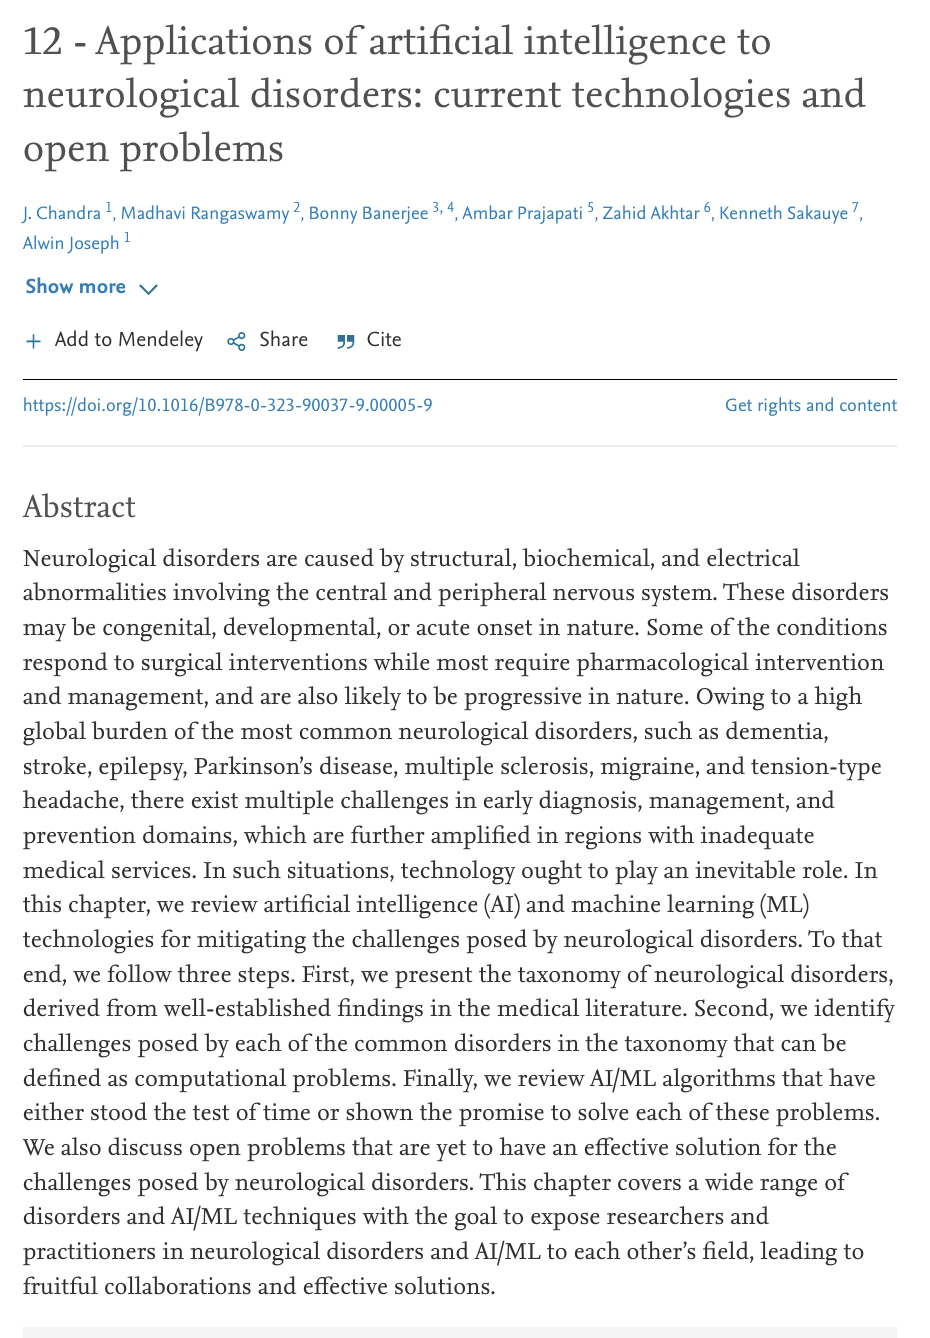 12 - Applications of artificial intelligence to
neurological disorders: current technologies and
open problems
J. Chandra 1, Madhavi Rangaswamy 2, Bonny Banerjee 3, 4, Ambar Prajapati 5, Zahid Akhtar 6, Kenneth Sakauye 7,
Alwin Joseph 1
Show more
Add to Mendeley Share Cite
https://doi.org/10.1016/B978-0-323-90037-9.00005-9 Get rights and content
Abstract
Neurological disorders are caused by structural, biochemical, and electrical
abnormalities involving the central and peripheral nervous system. These disorders
may be congenital, developmental, or acute onset in nature. Some of the conditions
respond to surgical interventions while most require pharmacological intervention
and management, and are also likely to be progressive in nature. Owing to a high
global burden of the most common neurological disorders, such as dementia,
stroke, epilepsy, Parkinson’s disease, multiple sclerosis, migraine, and tension-type
headache, there exist multiple challenges in early diagnosis, management, and
prevention domains, which are further amplified in regions with inadequate
medical services. In such situations, technology ought to play an inevitable role. In
this chapter, we review artificial intelligence (AI) and machine learning (ML)
technologies for mitigating the challenges posed by neurological disorders. To that
end, we follow three steps. First, we present the taxonomy of neurological disorders,
derived from well-established findings in the medical literature. Second, we identify
challenges posed by each of the common disorders in the taxonomy that can be
defined as computational problems. Finally, we review AI/ML algorithms that have
either stood the test of time or shown the promise to solve each of these problems.
We also discuss open problems that are yet to have an effective solution for the
challenges posed by neurological disorders. This chapter covers a wide range of
disorders and AI/ML techniques with the goal to expose researchers and
practitioners in neurological disorders and AI/ML to each other’s field, leading to
fruitful collaborations and effective solutions.